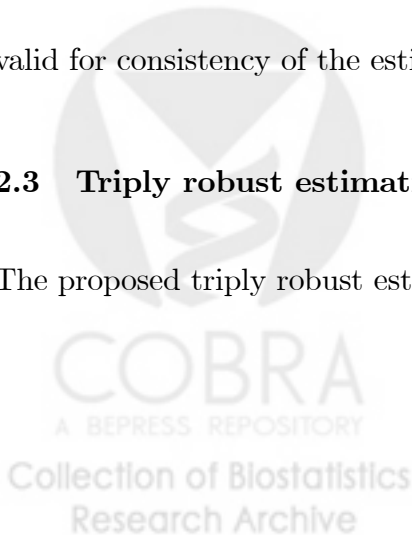 valid for consistency of the esti
2.3 Triply robust estimat
The proposed triply robust est
COBRA
A BEPRESS REPOSITORY
Collection of Biostatistics
Research Archive